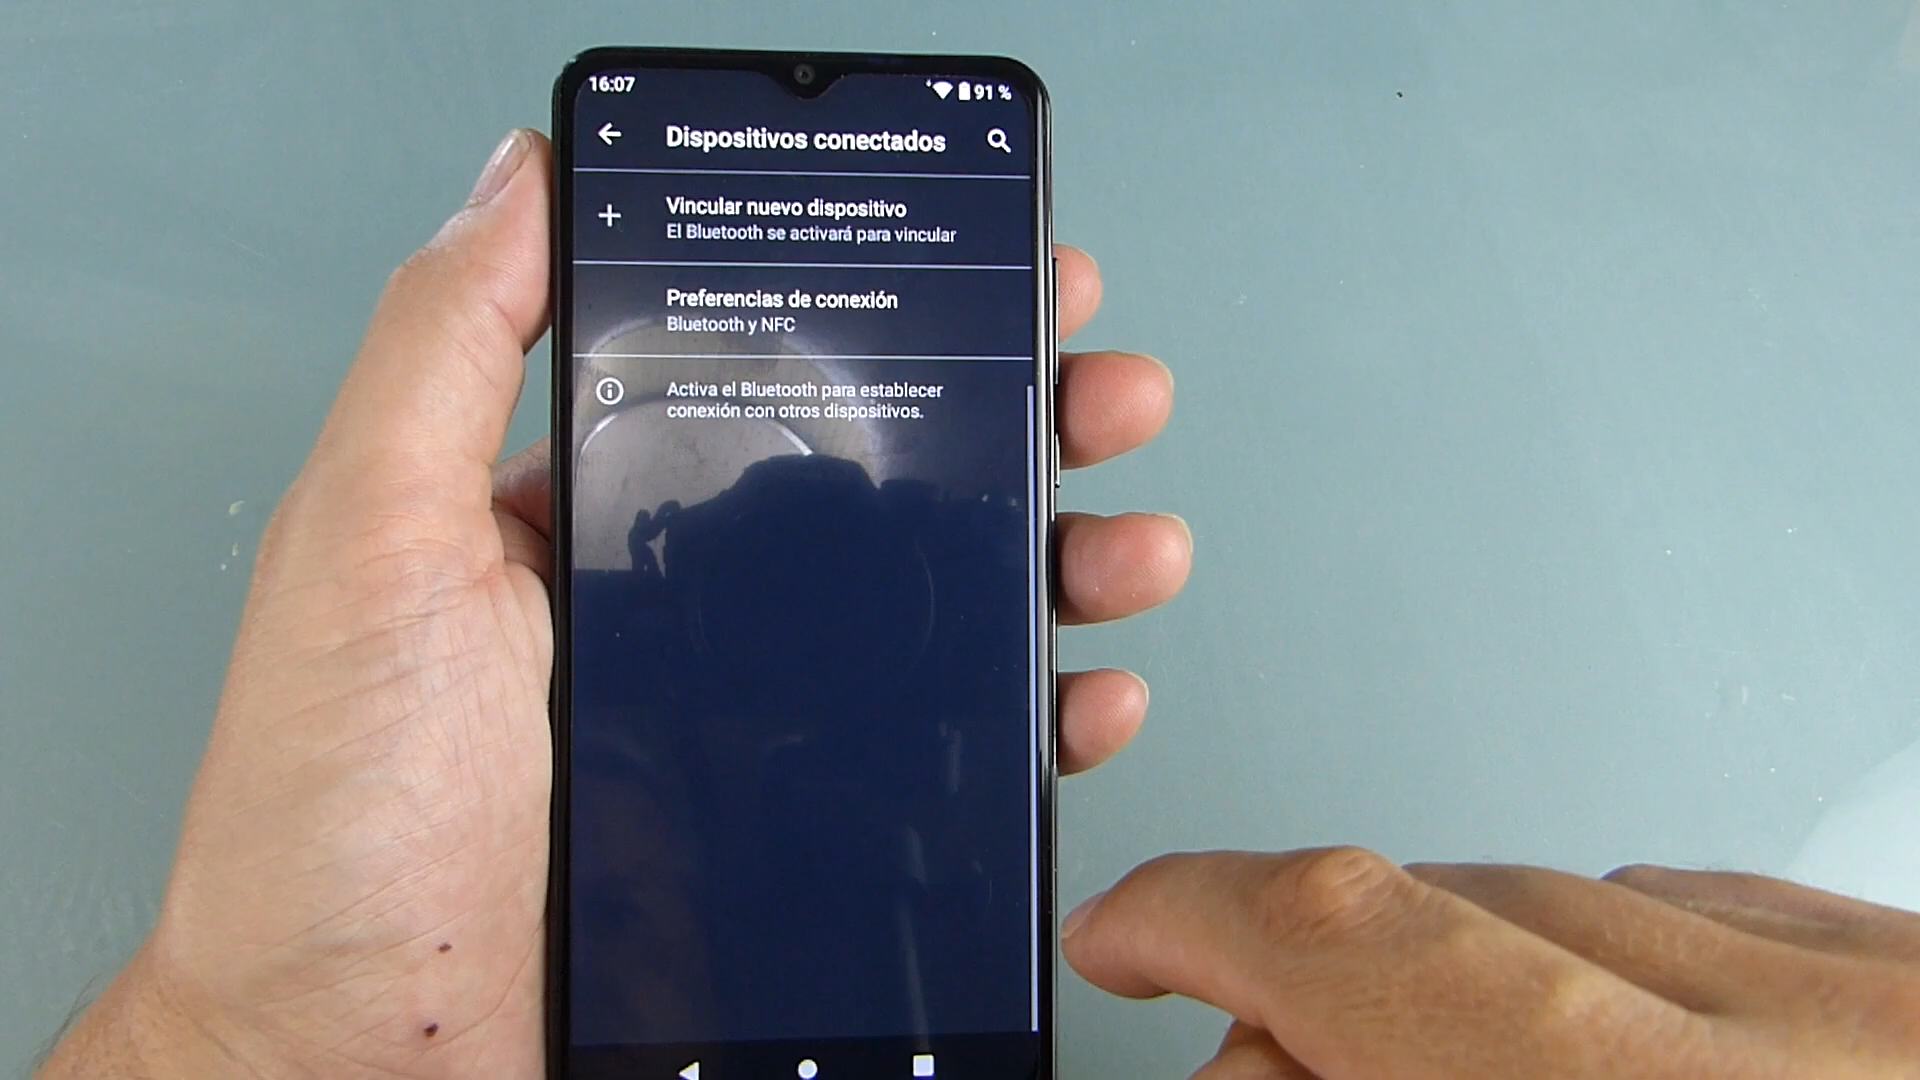 16:07
91 %
Dispositivos conectados
Vincular nuevo dispositivo
El Bluetooth se activará para vincular
Preferencias de conexión
Bluetooth y NFC
Activa el Bluetooth para establecer
conexión con otros dispositivos.